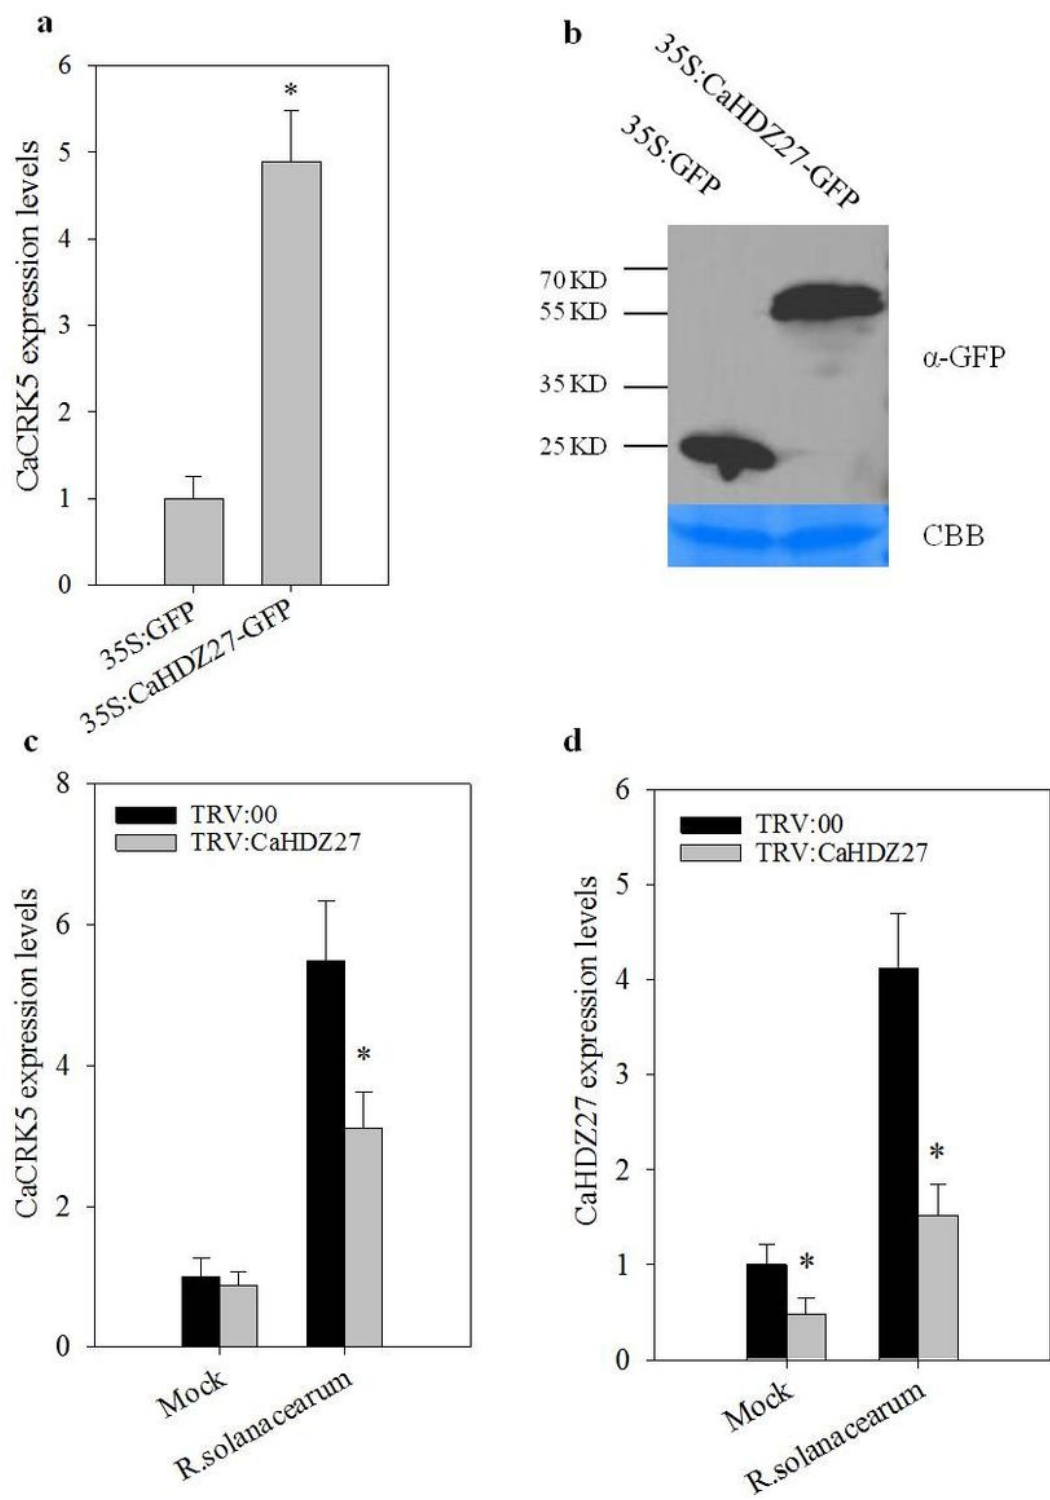 a
6
5
4
3
2
1
0
CaCRK5 expression levels
*
35S:GFP
35S:CaHDZ27-GFP
b
35S:GFP
35S:CaHDZ27-GFP
70 KD
55 KD
35 KD
25 KD
α-GFP
CBB
c
8
6
4
2
0
CaCRK5 expression levels
TRV:00
TRV:CaHDZ27
*
Mock
R.solanacearum
d
6
5
4
3
2
1
0
CaHDZ27 expression levels
TRV:00
TRV:CaHDZ27
*
*
Mock
R.solanacearum